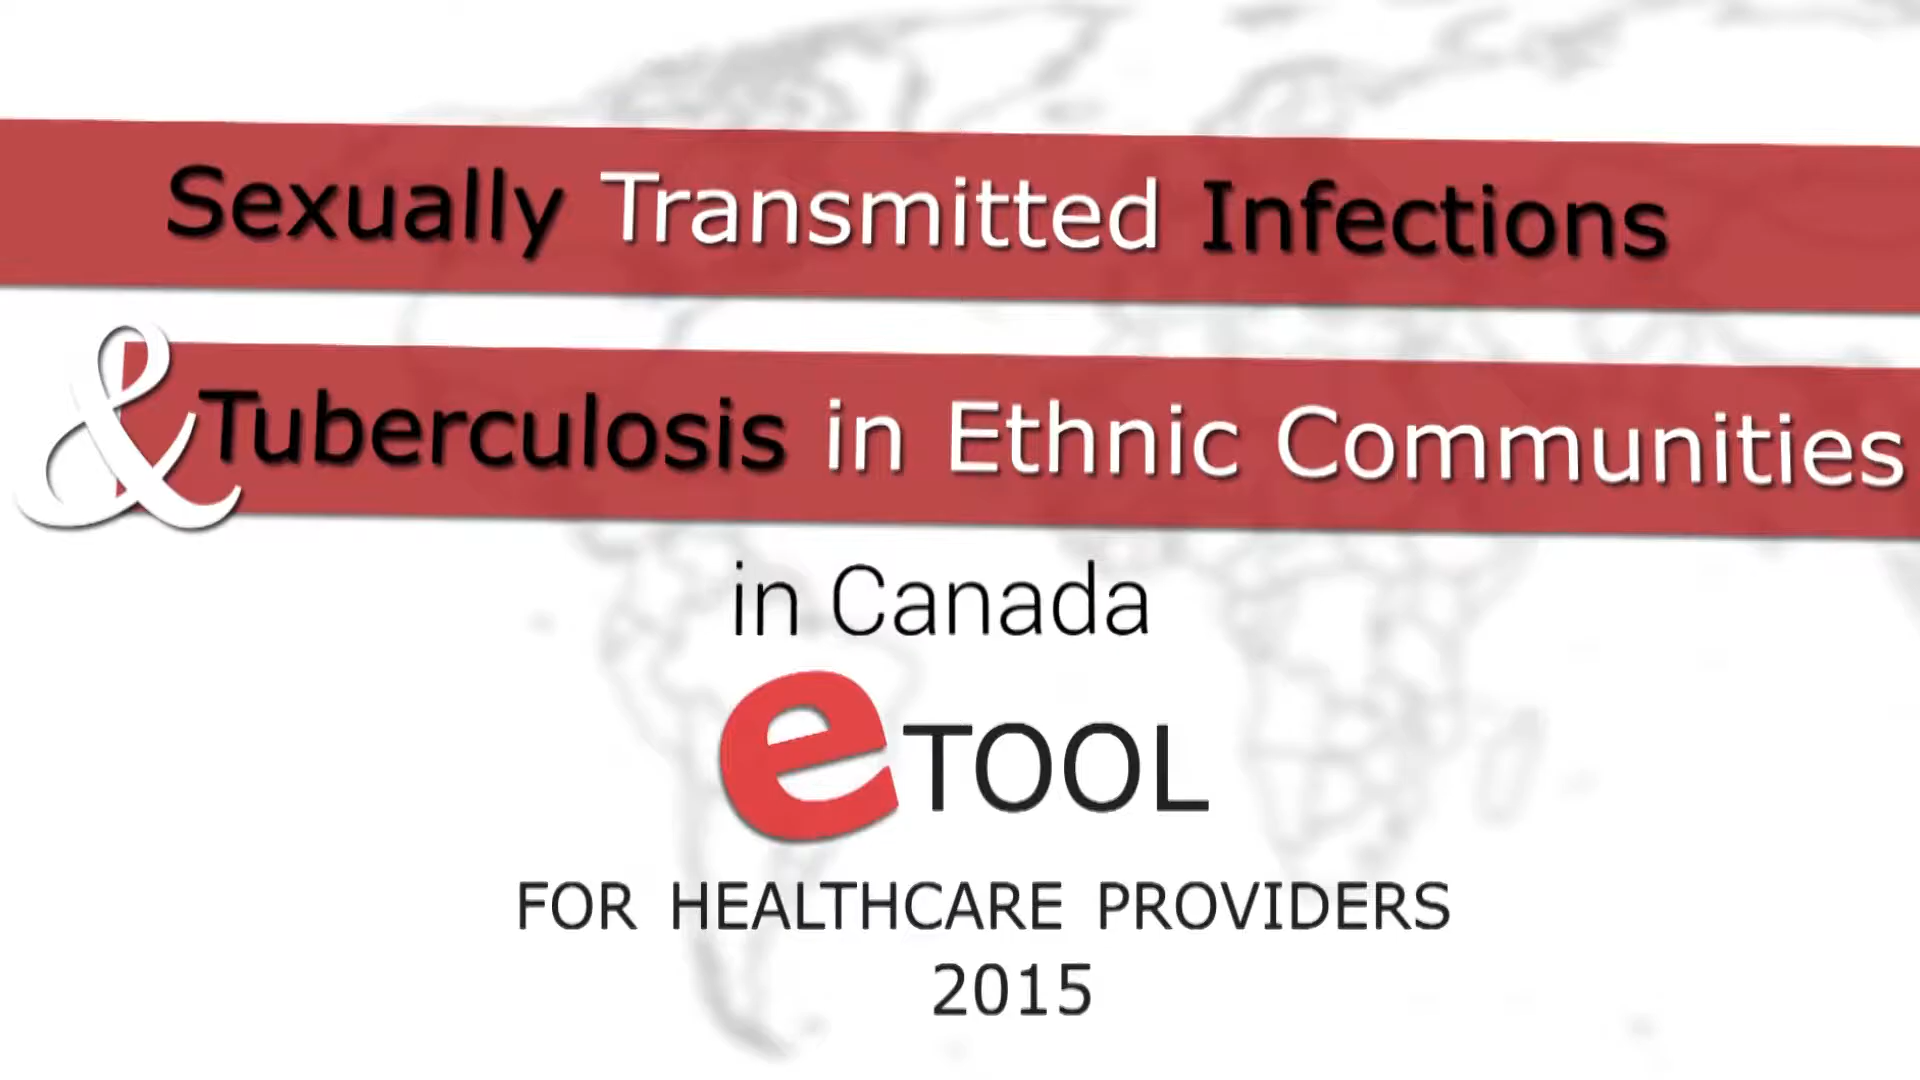 Sexually Transmitted Infections
& Tuberculosis in Ethnic Communities
in Canada
eTOOL
FOR HEALTHCARE PROVIDERS
2015